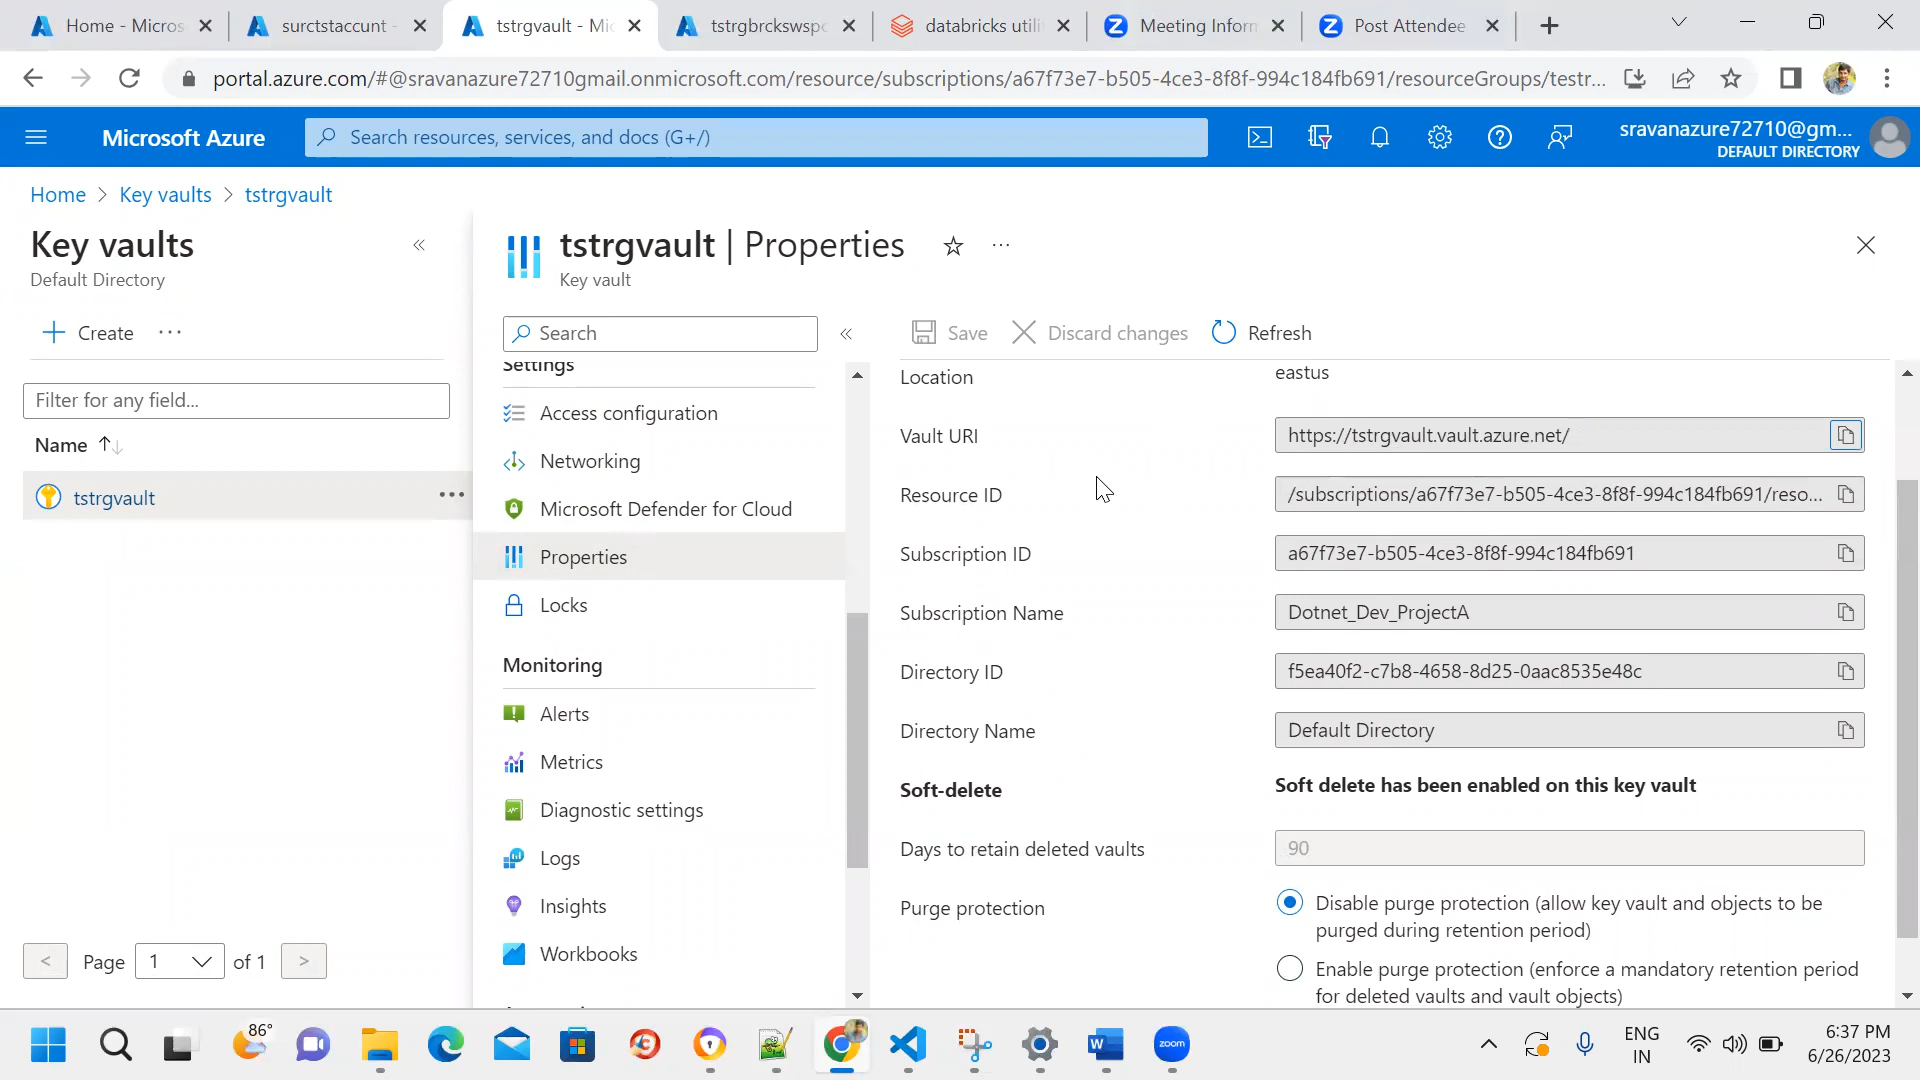 Home - Micros
surctstaccunt -
tstrgvault - Mic
tstrgbrckswspc
databricks utili
Meeting Inform
Post Attendee
portal.azure.com/#@sravanazure72710gmail.onmicrosoft.com/resource/subscriptions/a67f73e7-b505-4ce3-8f8f-994c184fb691/resourceGroups/testr...
Microsoft Azure
Search resources, services, and docs (G+/)
sravanazure72710@gm...
DEFAULT DIRECTORY
Home > Key vaults > tstrgvault
Key vaults
Default Directory
+ Create ...
Filter for any field...
Name
tstrgvault ...
< Page 1 of 1 >
tstrgvault | Properties
Key vault
Search
Settings
Access configuration
Networking
Microsoft Defender for Cloud
Properties
Locks
Monitoring
Alerts
Metrics
Diagnostic settings
Logs
Insights
Workbooks
Save
Discard changes
Refresh
Location
eastus
Vault URI
https://tstrgvault.vault.azure.net/
Resource ID
/subscriptions/a67f73e7-b505-4ce3-8f8f-994c184fb691/reso...
Subscription ID
a67f73e7-b505-4ce3-8f8f-994c184fb691
Subscription Name
Dotnet_Dev_ProjectA
Directory ID
f5ea40f2-c7b8-4658-8d25-0aac8535e48c
Directory Name
Default Directory
Soft-delete
Soft delete has been enabled on this key vault
Days to retain deleted vaults
90
Purge protection
Disable purge protection (allow key vault and objects to be
purged during retention period)
Enable purge protection (enforce a mandatory retention period
for deleted vaults and vault objects)
86°
zoom
ENG
IN
6:37 PM
6/26/2023